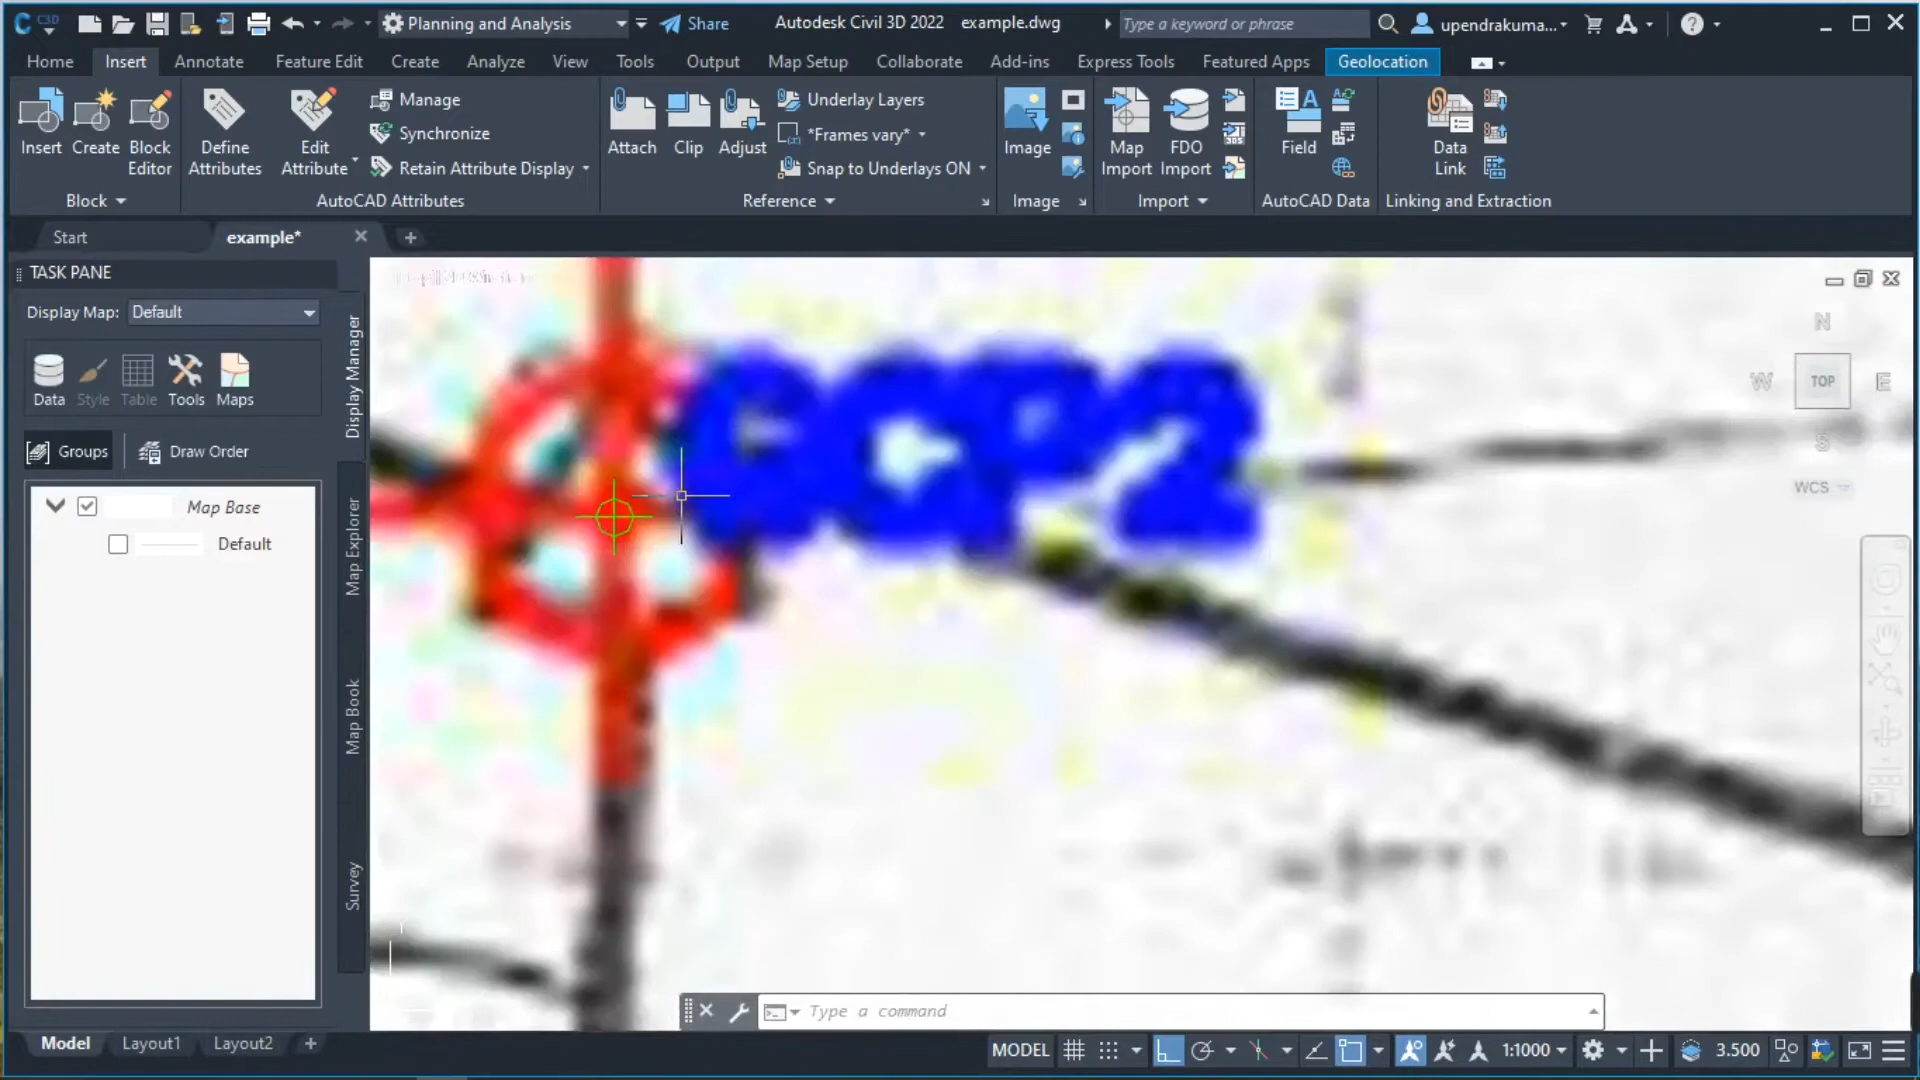 C3D Planning and Analysis Share Autodesk Civil 3D 2022 example.dwg Type a keyword or phrase upendrakuma...
Home Insert Annotate Feature Edit Create Analyze View Tools Output Map Setup Collaborate Add-ins Express Tools Featured Apps Geolocation
Insert Create Block Editor
Define Attributes
Edit Attribute
Manage
Synchronize
Retain Attribute Display
Attach Clip Adjust
Underlay Layers
*Frames vary*
Snap to Underlays ON
Image
Map Import
FDO Import
Field
Data Link
Block AutoCAD Attributes Reference Image Import AutoCAD Data Linking and Extraction
Start example* +
TASK PANE
Display Map: Default
Data Style Table Tools Maps
Groups Draw Order
Map Base
Default
Display Manager
Map Explorer
Map Book
Survey
GCP2
N
W TOP E
S
WCS
Type a command
Model Layout1 Layout2 +
MODEL 1:1000 3.500